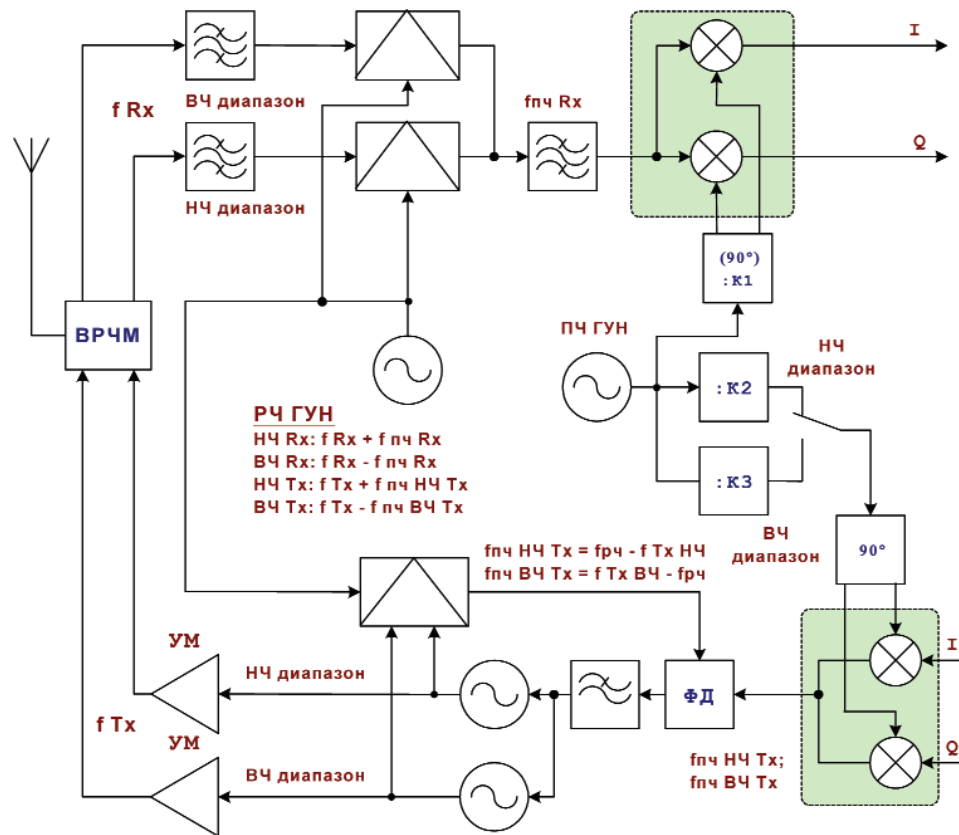 I
ВЧ диапазон
f Rx
fпч Rx
Q
НЧ диапазон
(90°)
:К1
ВРЧМ
ПЧ ГУН
НЧ
диапазон
:К2
РЧ ГУН
НЧ Rx: f Rx + f пч Rx
ВЧ Rx: f Rx - f пч Rx
НЧ Tx: f Tx + f пч НЧ Tx
ВЧ Tx: f Tx - f пч ВЧ Tx
:К3
ВЧ
диапазон
90°
fпч НЧ Tx = fрч - f Tx НЧ
fпч ВЧ Tx = f Tx ВЧ - fрч
УМ
I
НЧ диапазон
ФД
f Tx
УМ
Q
ВЧ диапазон
fпч НЧ Tx;
fпч ВЧ Tx